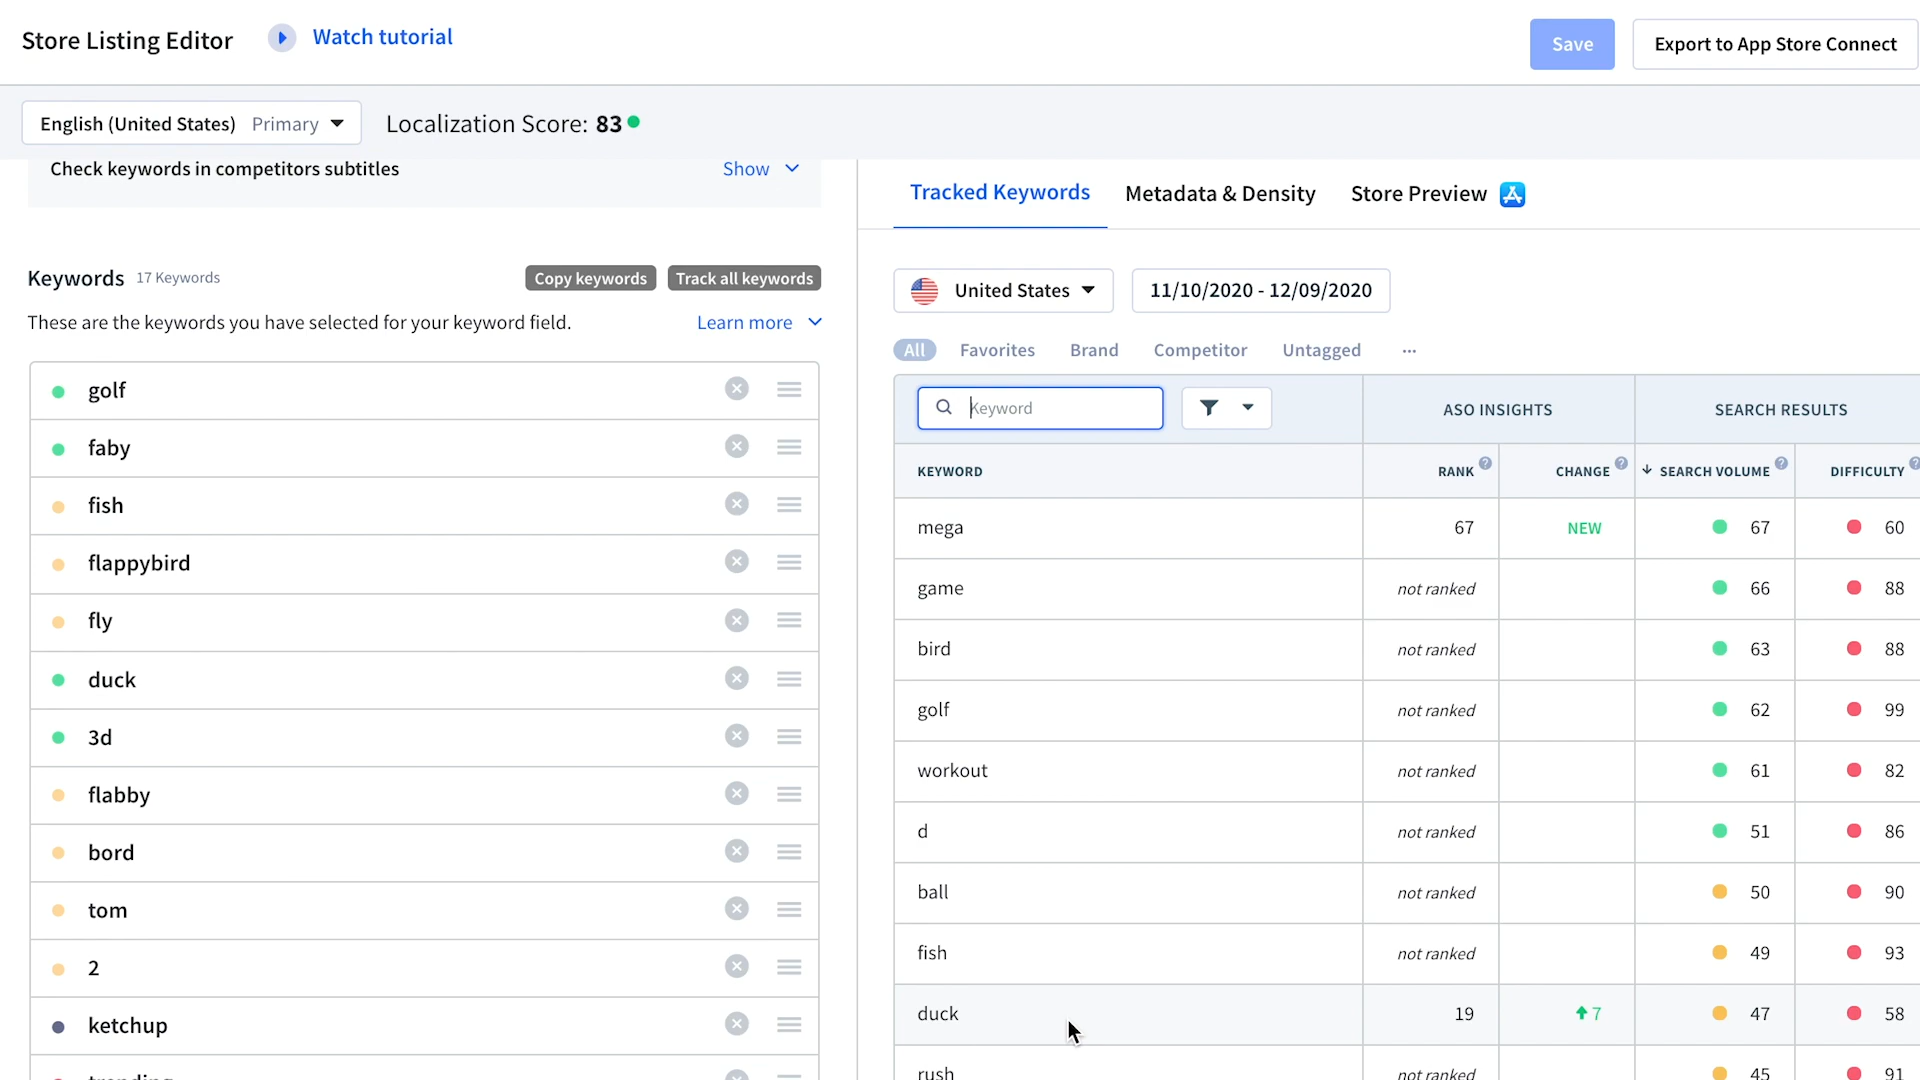 Store Listing Editor
Watch tutorial
Save
Export to App Store Connect
English (United States) Primary
Localization Score: 83
Check keywords in competitors subtitles
Show
Keywords 17 Keywords
Copy keywords
Track all keywords
These are the keywords you have selected for your keyword field.
Learn more
golf
faby
fish
flappybird
fly
duck
3d
flabby
bord
tom
2
ketchup
trending
Tracked Keywords
Metadata & Density
Store Preview
United States
11/10/2020 - 12/09/2020
All Favorites Brand Competitor Untagged ...
Keyword
ASO INSIGHTS
SEARCH RESULTS
KEYWORD RANK ? CHANGE ? SEARCH VOLUME ? DIFFICULTY ?
mega 67 NEW 67 60
game not ranked 66 88
bird not ranked 63 88
golf not ranked 62 99
workout not ranked 61 82
d not ranked 51 86
ball not ranked 50 90
fish not ranked 49 93
duck 19 7 47 58
rush not ranked 45 91